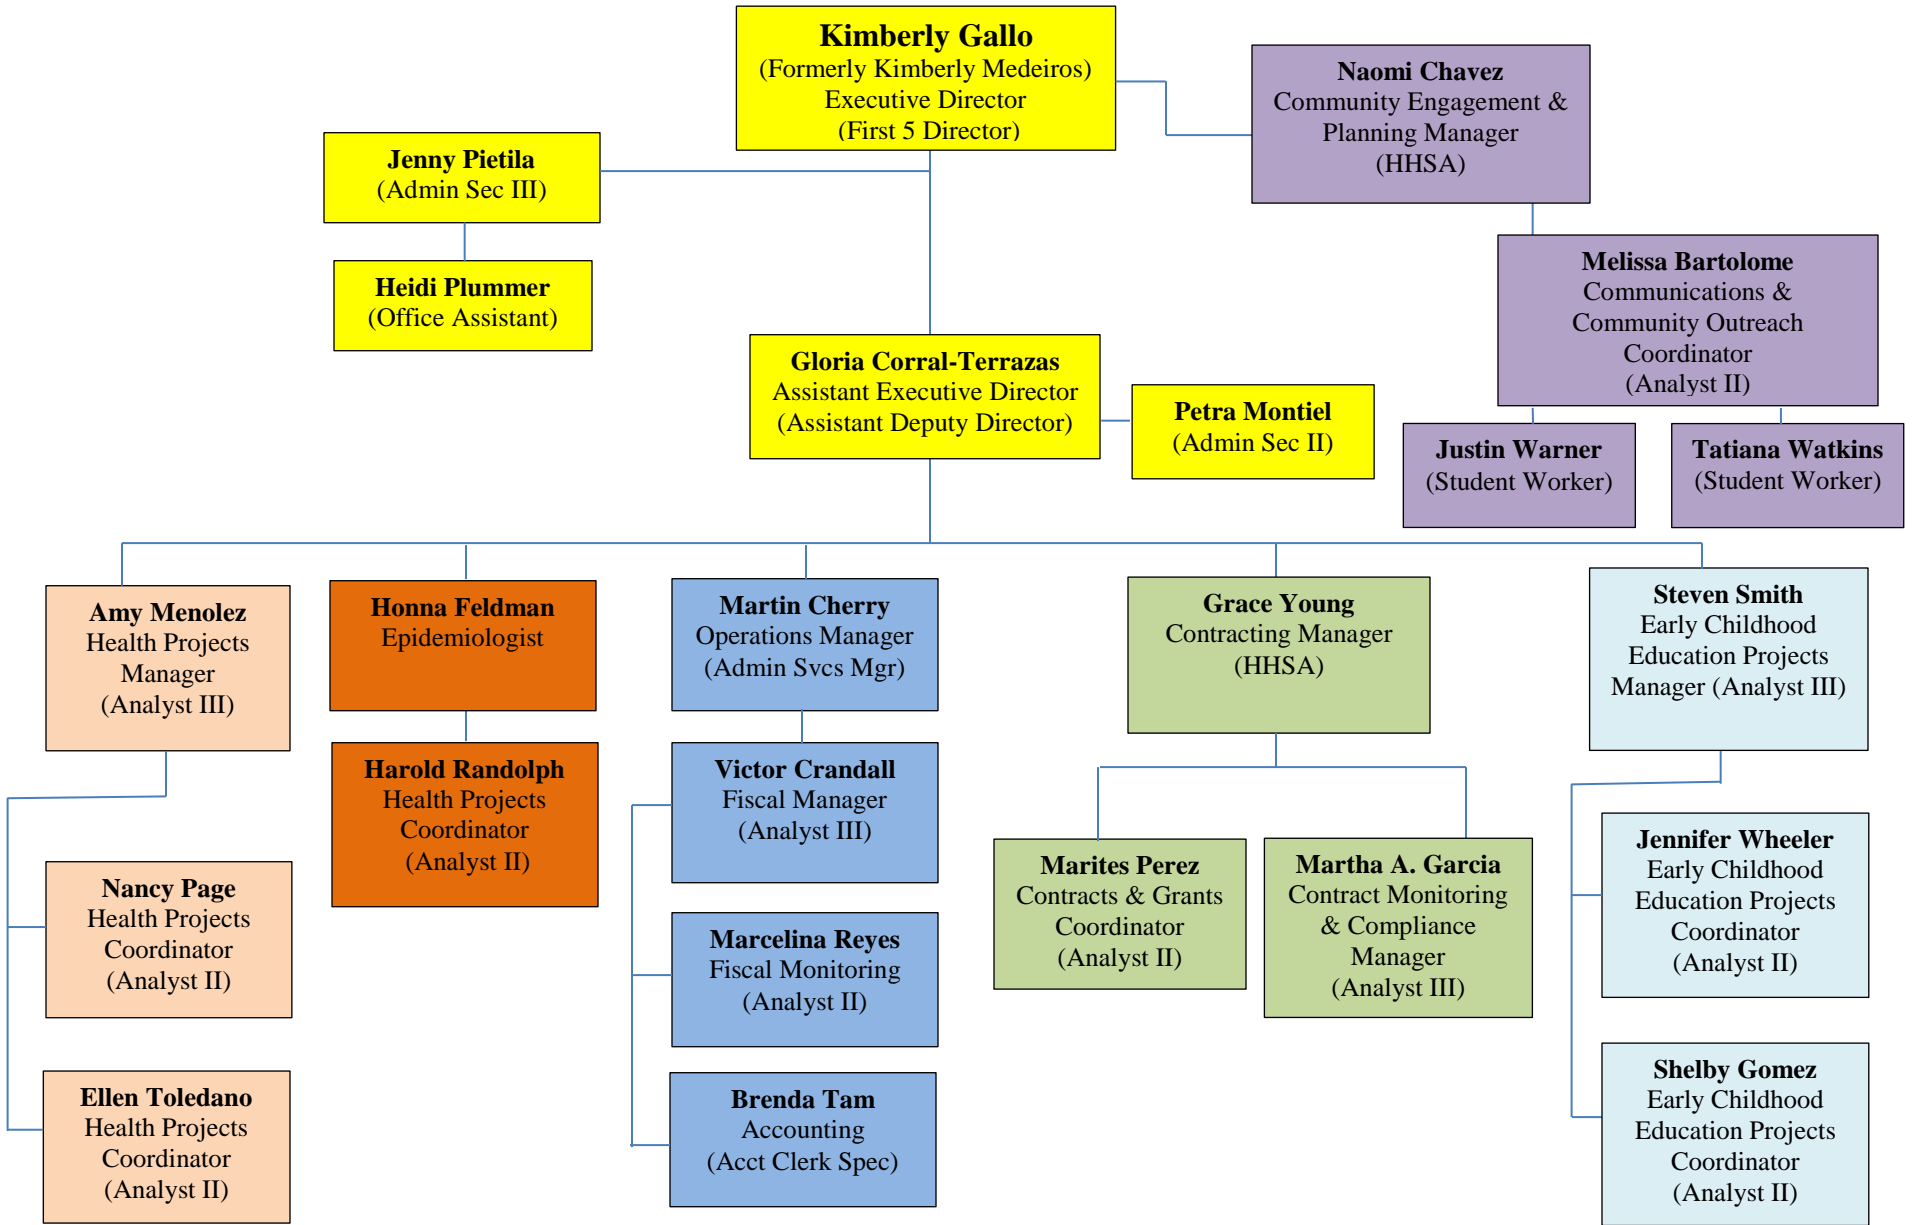 Kimberly Gallo
(Formerly Kimberly Medeiros)
Executive Director
(First 5 Director)
Naomi Chavez
Community Engagement &
Planning Manager
(HHSA)
Jenny Pietila
(Admin Sec III)
Heidi Plummer
(Office Assistant)
Melissa Bartolome
Communications &
Community Outreach
Coordinator
(Analyst II)
Gloria Corral-Terrazas
Assistant Executive Director
(Assistant Deputy Director)
Petra Montiel
(Admin Sec II)
Justin Warner
(Student Worker)
Tatiana Watkins
(Student Worker)
Amy Menolez
Health Projects
Manager
(Analyst III)
Honna Feldman
Epidemiologist
Martin Cherry
Operations Manager
(Admin Svcs Mgr)
Grace Young
Contracting Manager
(HHSA)
Steven Smith
Early Childhood
Education Projects
Manager (Analyst III)
Harold Randolph
Health Projects
Coordinator
(Analyst II)
Victor Crandall
Fiscal Manager
(Analyst III)
Marites Perez
Contracts & Grants
Coordinator
(Analyst II)
Martha A. Garcia
Contract Monitoring
& Compliance
Manager
(Analyst III)
Jennifer Wheeler
Early Childhood
Education Projects
Coordinator
(Analyst II)
Nancy Page
Health Projects
Coordinator
(Analyst II)
Marcelina Reyes
Fiscal Monitoring
(Analyst II)
Ellen Toledano
Health Projects
Coordinator
(Analyst II)
Brenda Tam
Accounting
(Acct Clerk Spec)
Shelby Gomez
Early Childhood
Education Projects
Coordinator
(Analyst II)